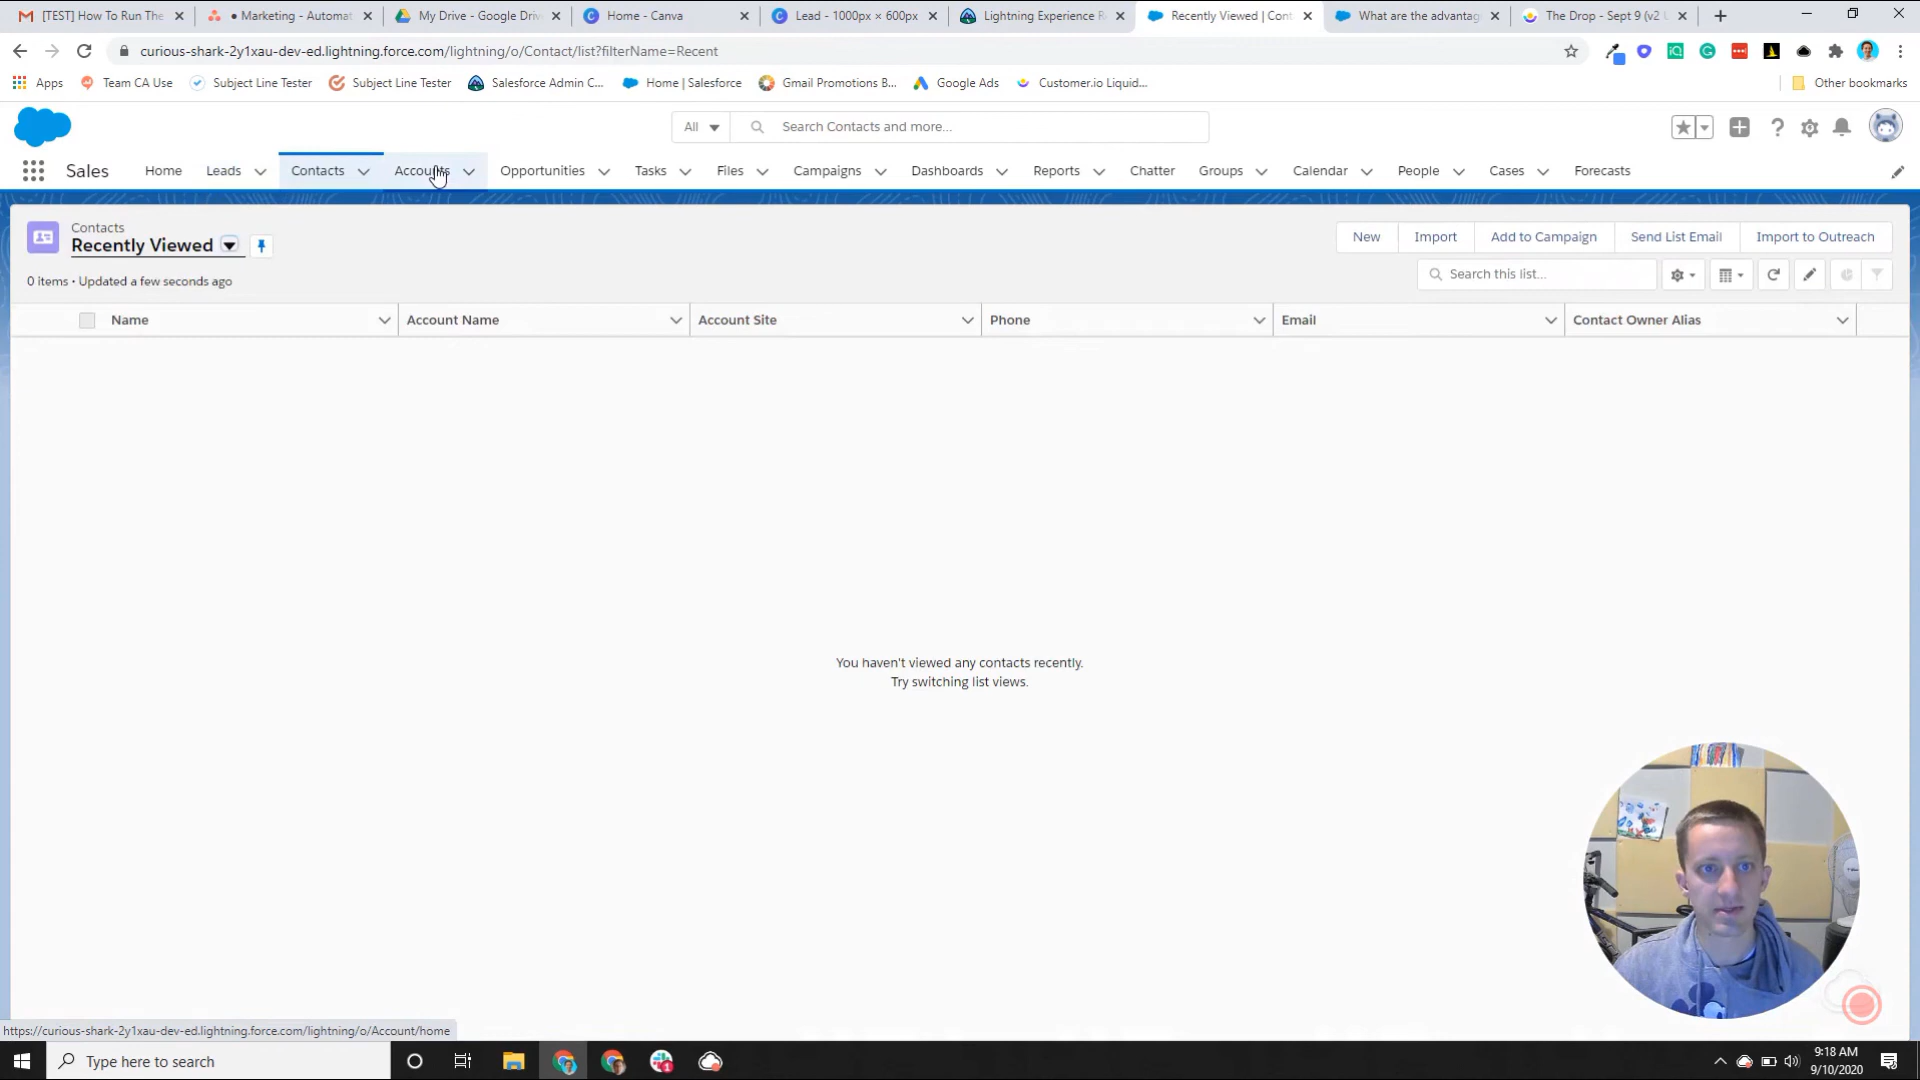 [TEST] How To Run The
• Marketing - Automat
My Drive - Google Driv
Home - Canva
Lead - 1000px × 600px
Lightning Experience R
Recently Viewed | Cont
What are the advantag
The Drop - Sept 9 (v2
curious-shark-2y1xau-dev-ed.lightning.force.com/lightning/o/Contact/list?filterName=Recent
Apps
Team CA Use
Subject Line Tester
Subject Line Tester
Salesforce Admin C...
Home | Salesforce
Gmail Promotions B...
Google Ads
Customer.io Liquid...
Other bookmarks
All
Search Contacts and more...
Sales
Home
Leads
Contacts
Accounts
Opportunities
Tasks
Files
Campaigns
Dashboards
Reports
Chatter
Groups
Calendar
People
Cases
Forecasts
Contacts
Recently Viewed
New
Import
Add to Campaign
Send List Email
Import to Outreach
0 items • Updated a few seconds ago
Search this list...
Name
Account Name
Account Site
Phone
Email
Contact Owner Alias
You haven't viewed any contacts recently.
Try switching list views.
https://curious-shark-2y1xau-dev-ed.lightning.force.com/lightning/o/Account/home
Type here to search
9:18 AM
9/10/2020